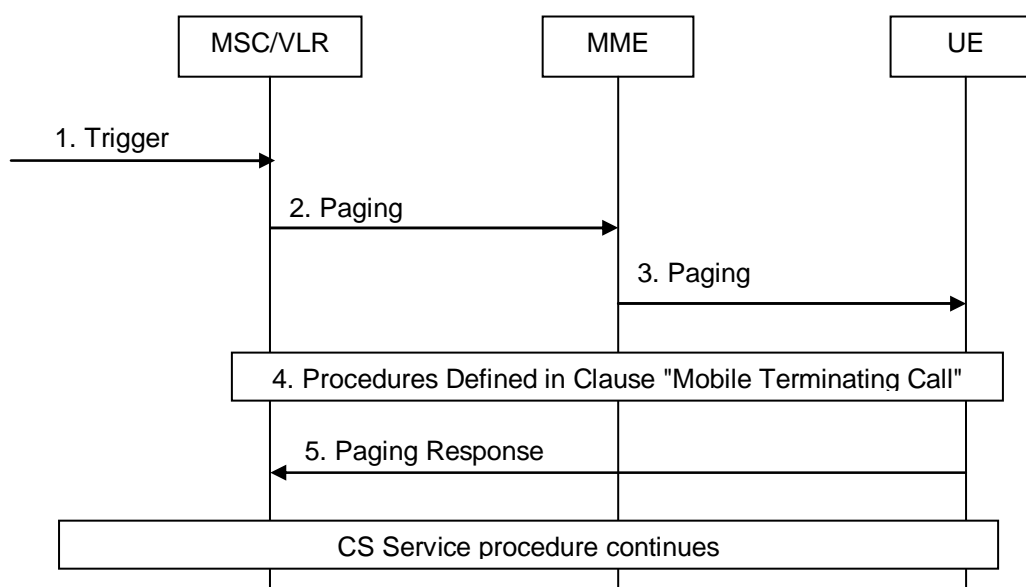 MSC/VLR
MME
UE
1. Trigger
2. Paging
3. Paging
4. Procedures Defined in Clause "Mobile Terminating Call"
5. Paging Response
CS Service procedure continues